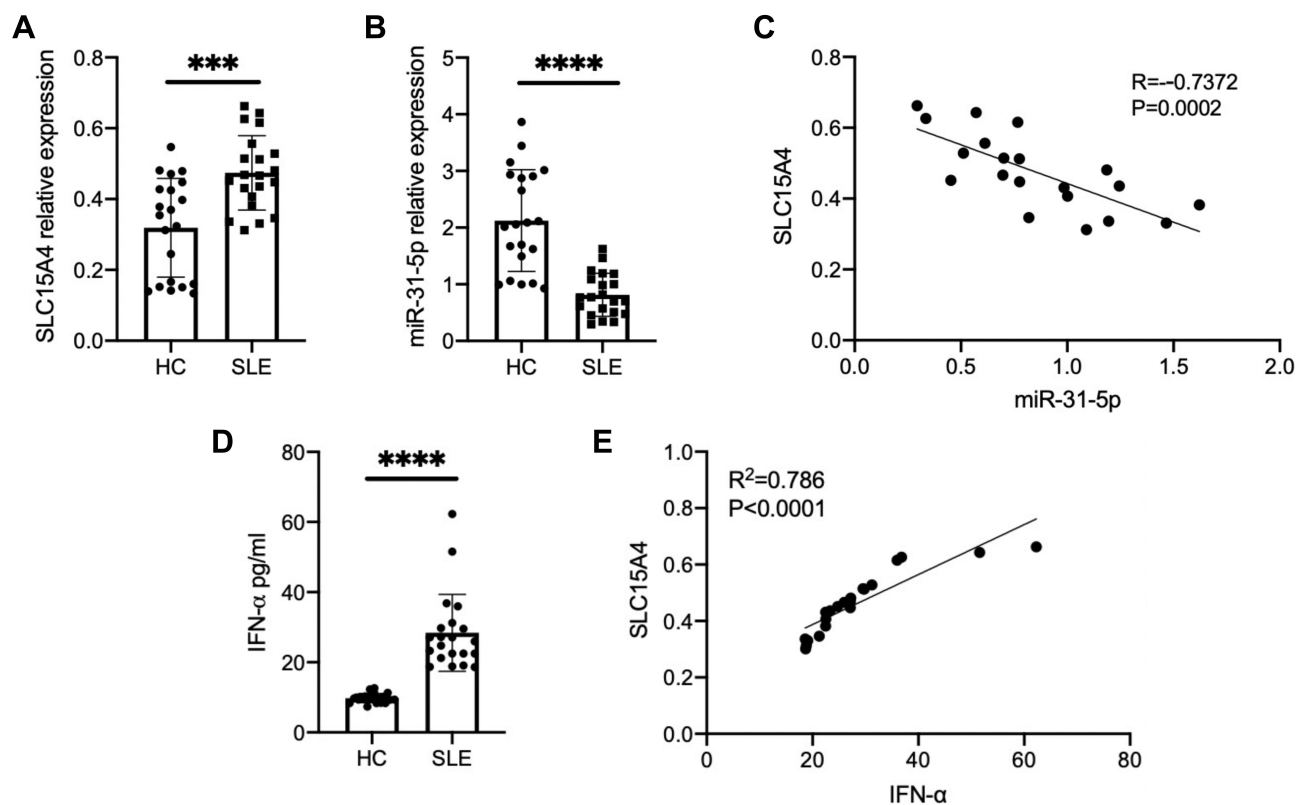 A
SLC15A4 relative expression
0.8
0.6
0.4
0.2
0.0
***
HC
SLE
B
miR-31-5p relative expression
5
4
3
2
1
0
****
HC
SLE
C
SLC15A4
0.8
0.6
0.4
0.2
0.0
R=--0.7372
P=0.0002
0.0
0.5
1.0
1.5
2.0
miR-31-5p
D
IFN-α pg/ml
80
60
40
20
0
****
HC
SLE
E
SLC15A4
1.0
0.8
0.6
0.4
0.2
0.0
R²=0.786
P<0.0001
0
20
40
60
80
IFN-α